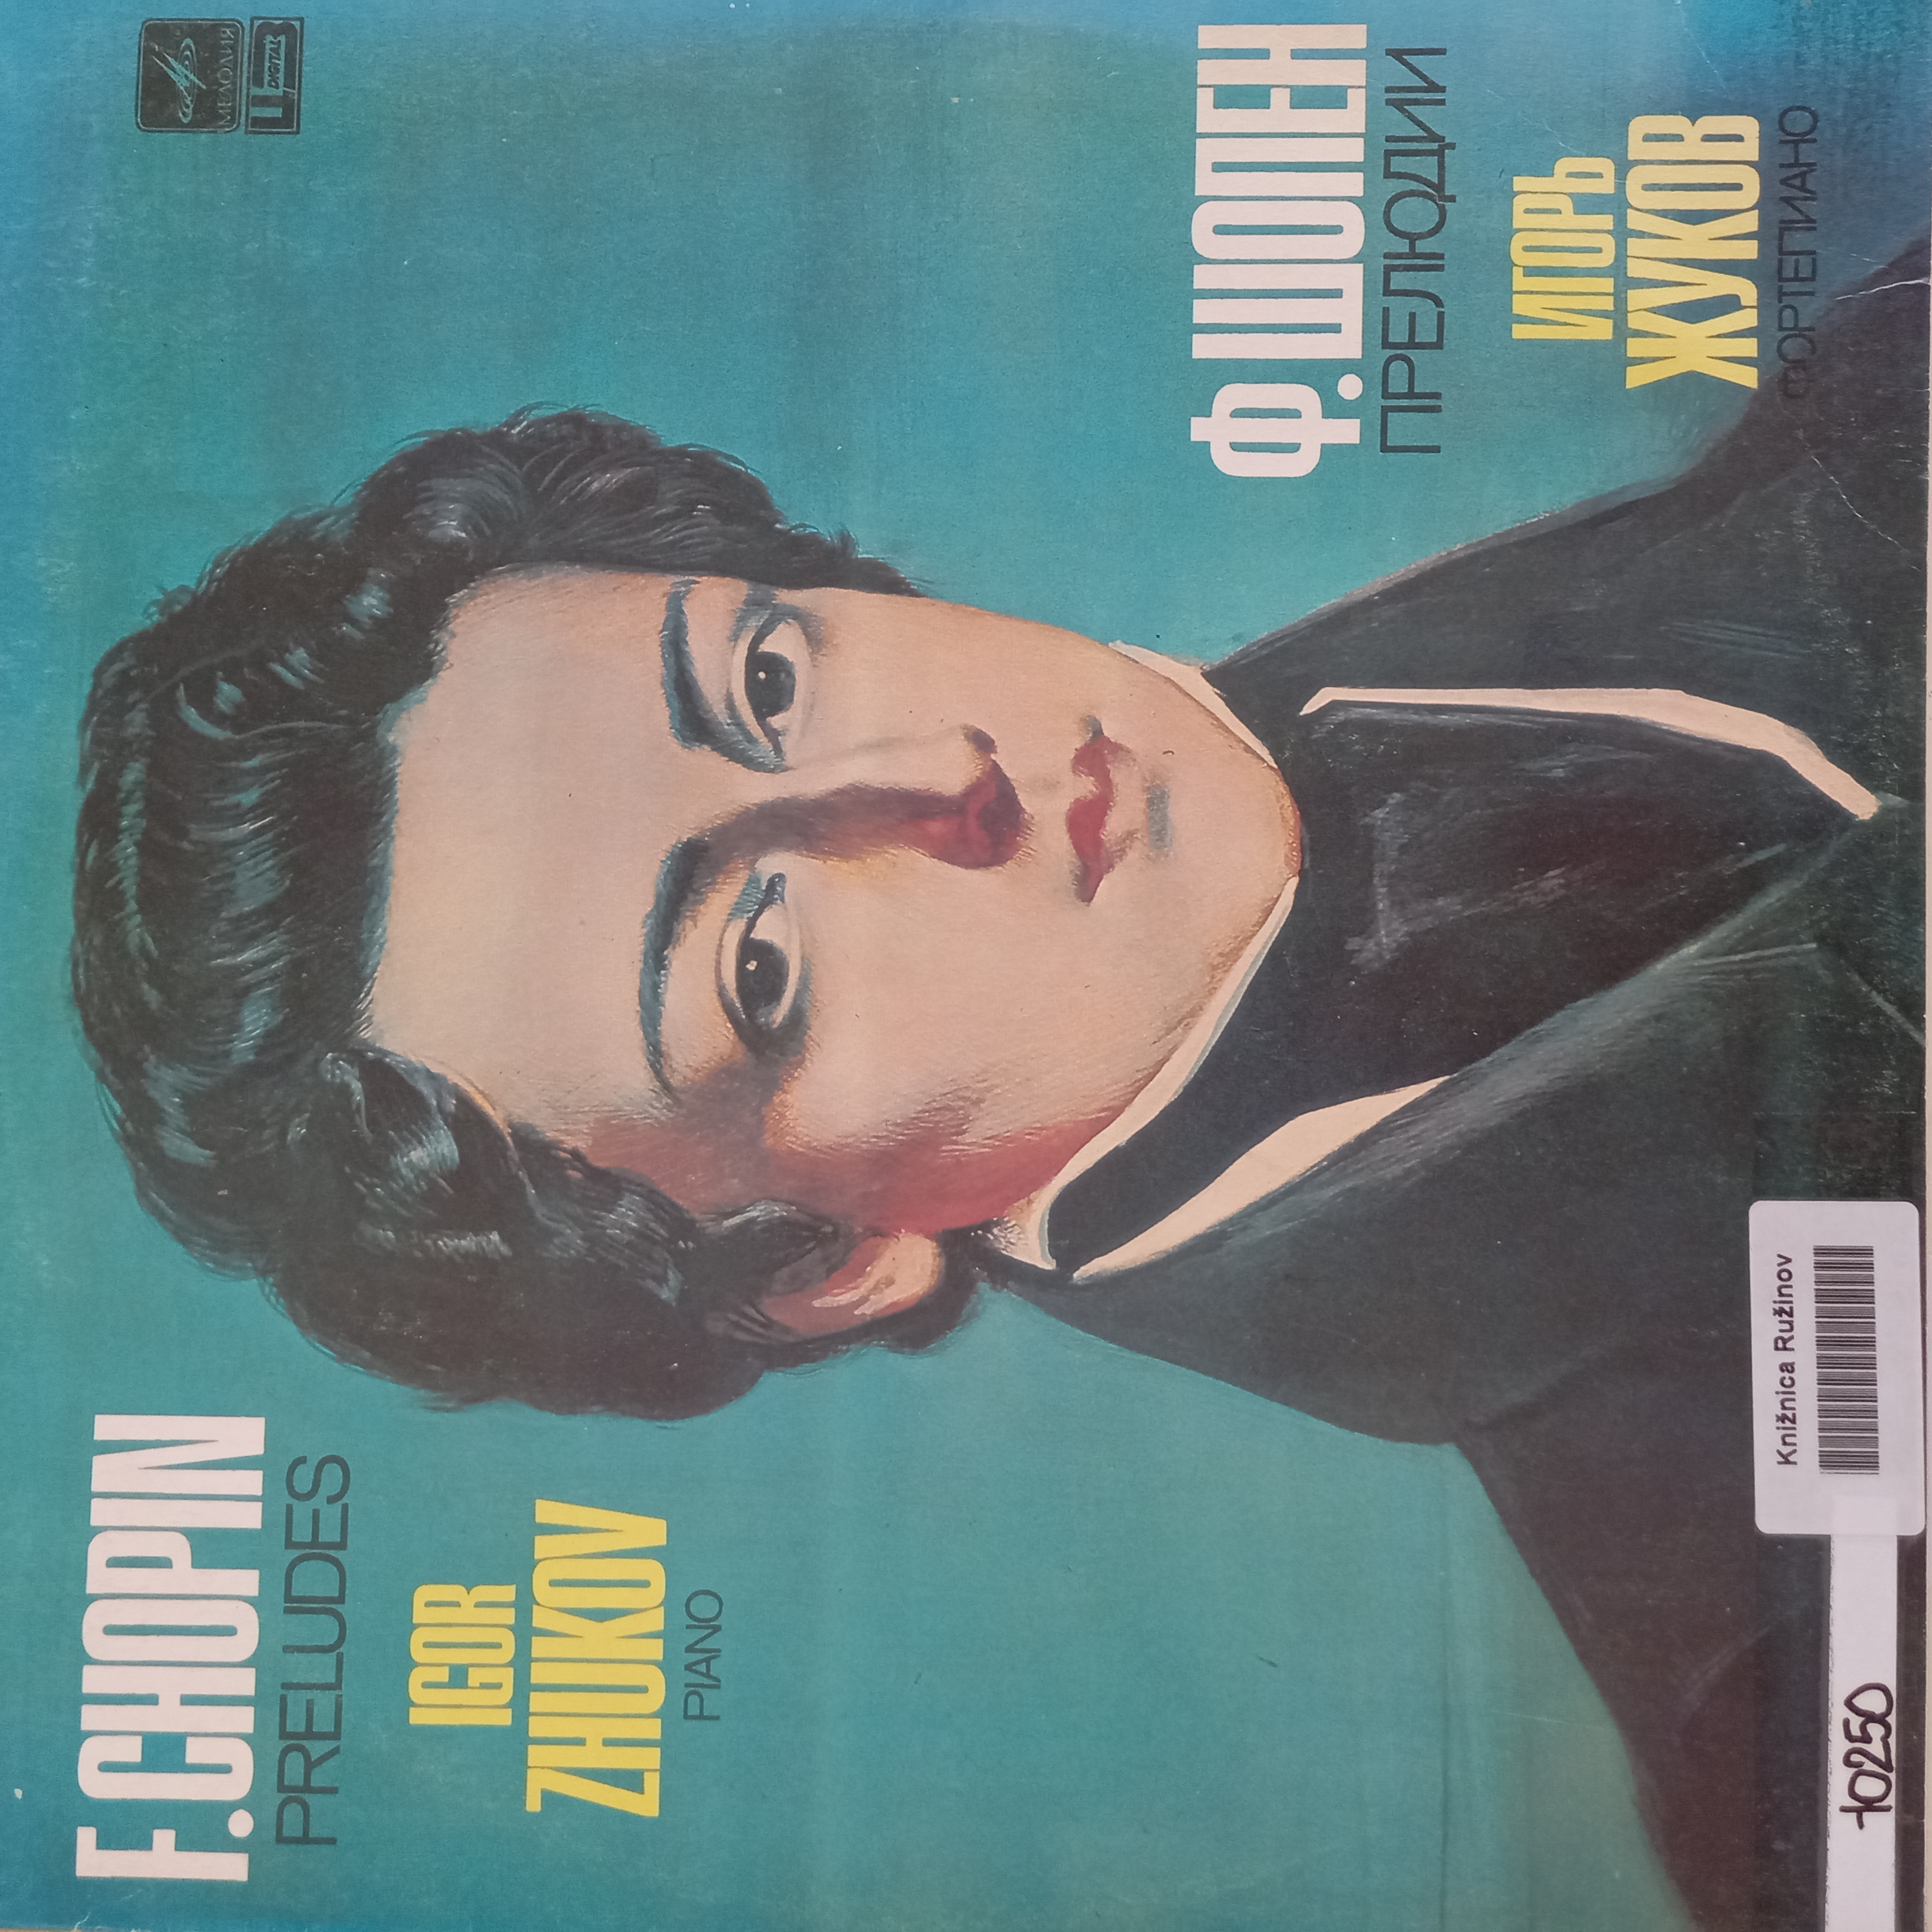 F. CHOPIN
PRELUDES
IGOR
ZHUKOV
PIANO
МЕЛОДИЯ
DIGITAL
Ф. ШОПЕН
ПРЕЛЮДИИ
ИГОРЬ
ЖУКОВ
ФОРТЕПИАНО
Knižnica Ružinov
10250